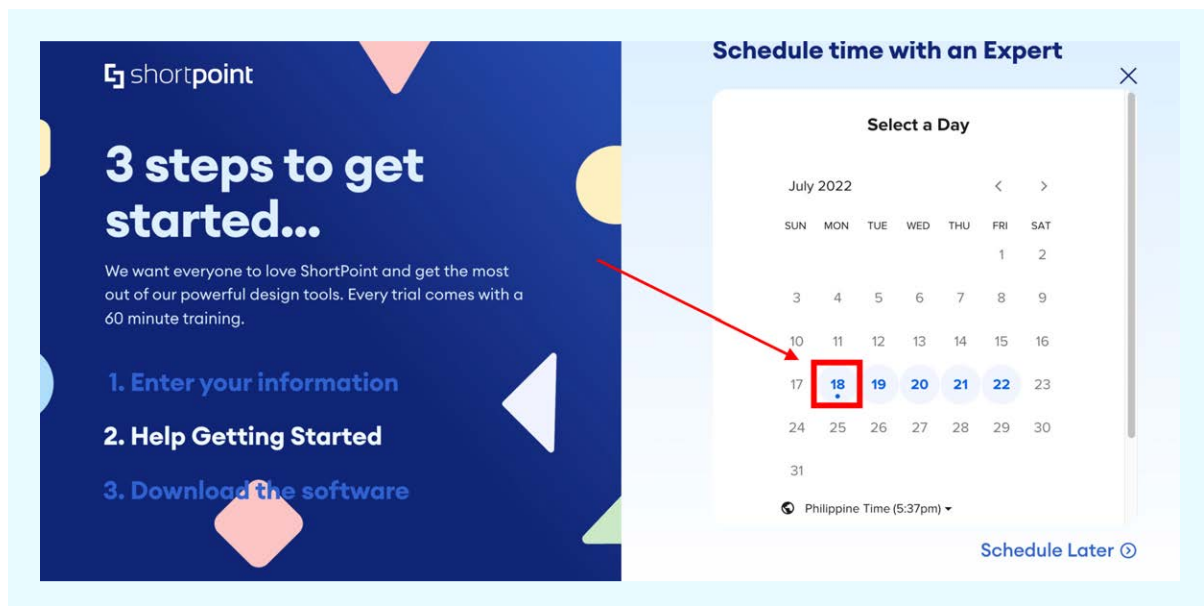 shortpoint
3 steps to get
started...
We want everyone to love ShortPoint and get the most
out of our powerful design tools. Every trial comes with a
60 minute training.
1. Enter your information
2. Help Getting Started
3. Download the software
Schedule time with an Expert
Select a Day
July 2022
SUN MON TUE WED THU FRI SAT
1 2
3 4 5 6 7 8 9
10 11 12 13 14 15 16
17 18 19 20 21 22 23
24 25 26 27 28 29 30
31
Philippine Time (5:37pm)
Schedule Later